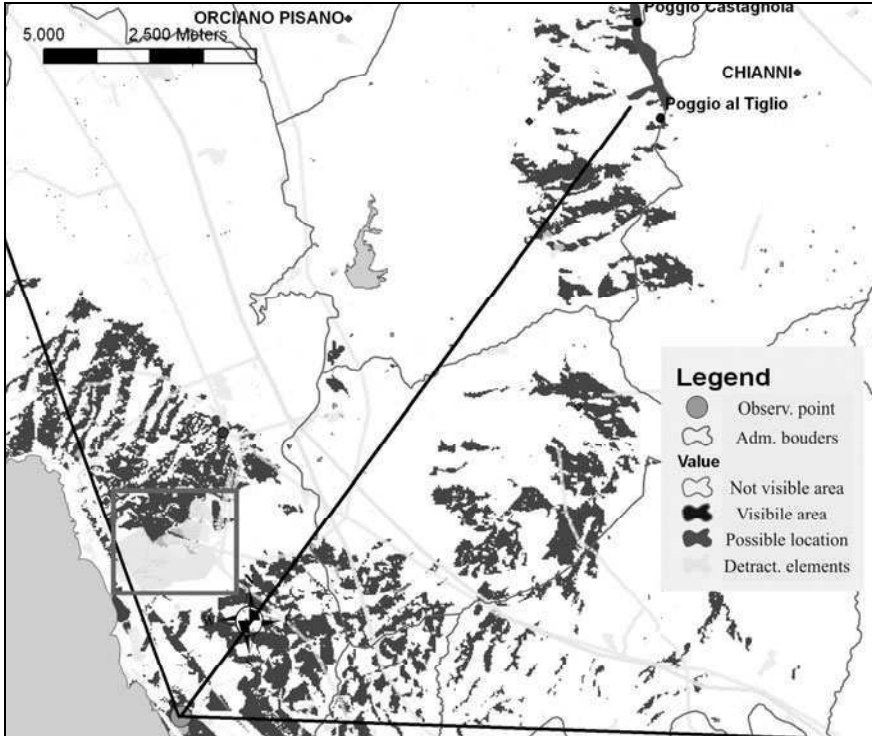 Poggio Castagnola
ORCIANO PISANO
5.000 2,500 Meters
CHIANNI
Poggio al Tiglio
Legend
Observ. point
Adm. bouders
Value
Not visible area
Visibile area
Possible location
Detract. elements